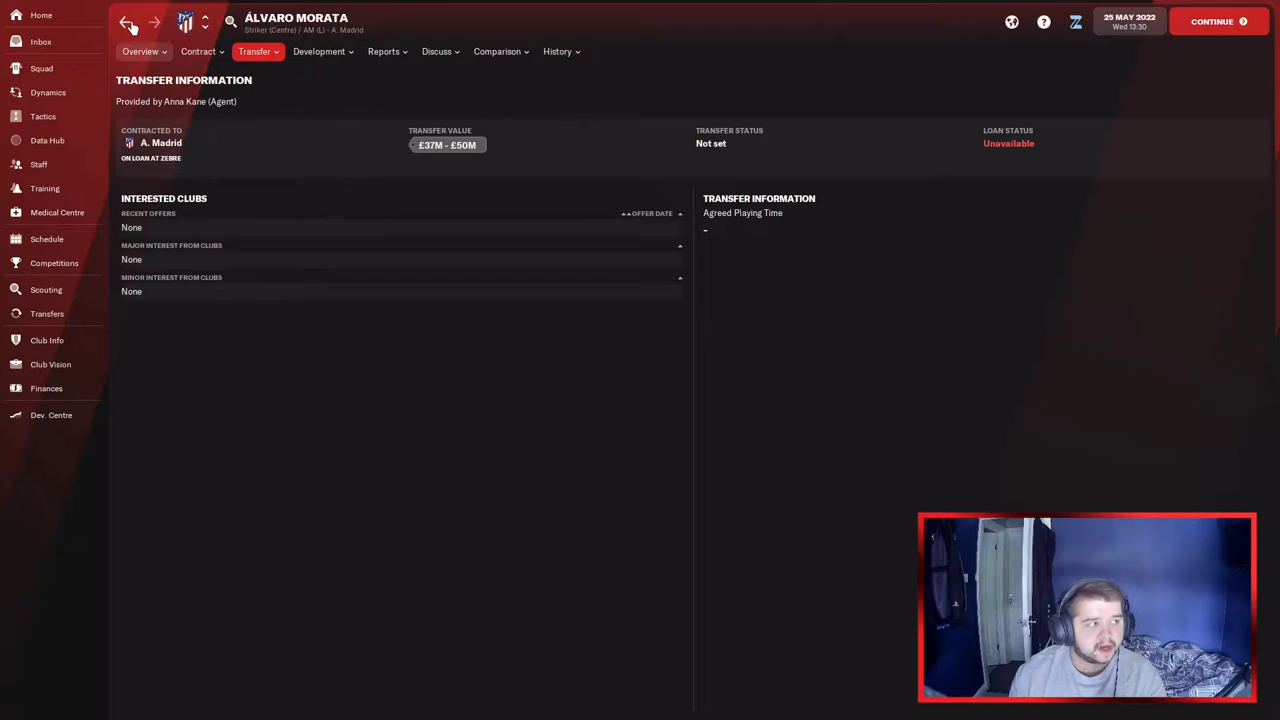 Home
Inbox
Squad
Dynamics
Tactics
Data Hub
Staff
Training
Medical Centre
Schedule
Competitions
Scouting
Transfers
Club Info
Club Vision
Finances
Dev. Centre
ÁLVARO MORATA
Striker (Centre) / AM (L) - A. Madrid
25 MAY 2022
Wed 13:30
CONTINUE
Overview Contract Transfer Development Reports Discuss Comparison History
TRANSFER INFORMATION
Provided by Anna Kane (Agent)
CONTRACTED TO
A. Madrid
ON LOAN AT ZEBRE
TRANSFER VALUE
£37M - £50M
TRANSFER STATUS
Not set
LOAN STATUS
Unavailable
INTERESTED CLUBS
RECENT OFFERS OFFER DATE
None
MAJOR INTEREST FROM CLUBS
None
MINOR INTEREST FROM CLUBS
None
TRANSFER INFORMATION
Agreed Playing Time
-